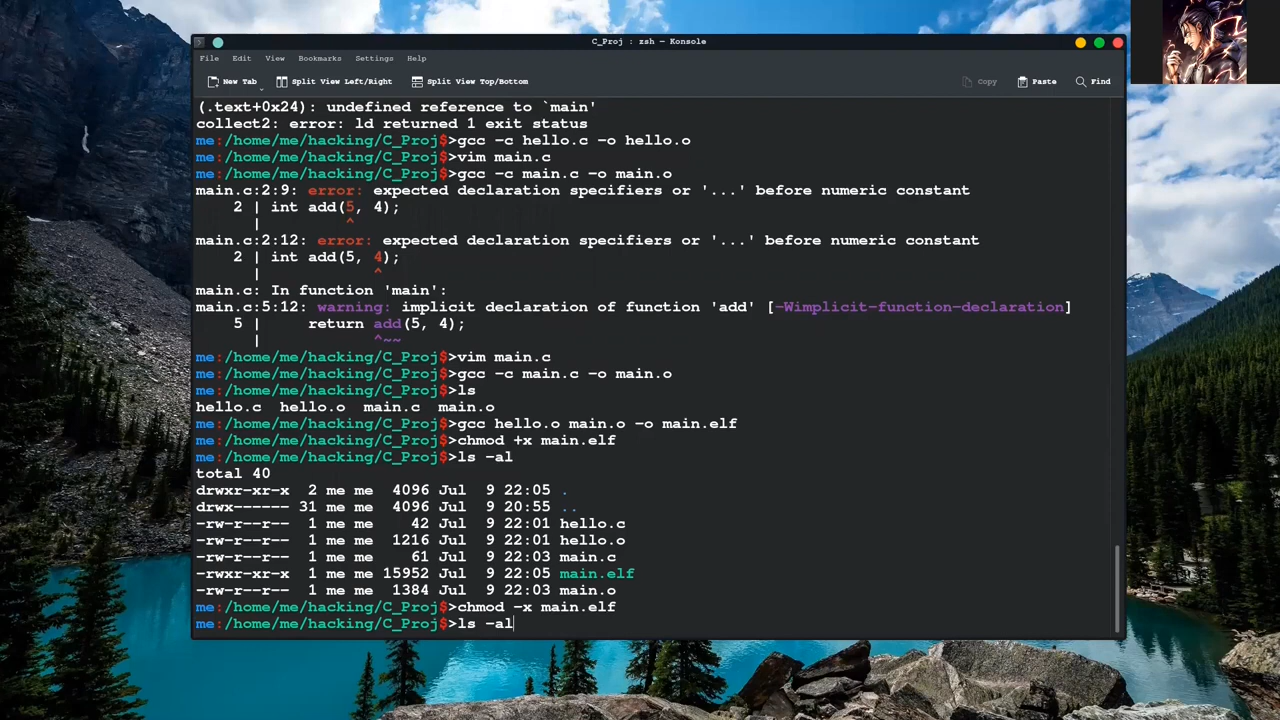 C_Proj : zsh — Konsole
File Edit View Bookmarks Settings Help
New Tab Split View Left/Right Split View Top/Bottom Copy Paste Find
(.text+0x24): undefined reference to `main'
collect2: error: ld returned 1 exit status
me:/home/me/hacking/C_Proj$>gcc -c hello.c -o hello.o
me:/home/me/hacking/C_Proj$>vim main.c
me:/home/me/hacking/C_Proj$>gcc -c main.c -o main.o
main.c:2:9: error: expected declaration specifiers or '...' before numeric constant
    2 | int add(5, 4);
      |         ^
main.c:2:12: error: expected declaration specifiers or '...' before numeric constant
    2 | int add(5, 4);
      |            ^
main.c: In function 'main':
main.c:5:12: warning: implicit declaration of function 'add' [-Wimplicit-function-declaration]
    5 |     return add(5, 4);
      |            ^~~
me:/home/me/hacking/C_Proj$>vim main.c
me:/home/me/hacking/C_Proj$>gcc -c main.c -o main.o
me:/home/me/hacking/C_Proj$>ls
hello.c  hello.o  main.c  main.o
me:/home/me/hacking/C_Proj$>gcc hello.o main.o -o main.elf
me:/home/me/hacking/C_Proj$>chmod +x main.elf
me:/home/me/hacking/C_Proj$>ls -al
total 40
drwxr-xr-x  2 me me  4096 Jul  9 22:05 .
drwx------ 31 me me  4096 Jul  9 20:55 ..
-rw-r--r--  1 me me    42 Jul  9 22:01 hello.c
-rw-r--r--  1 me me  1216 Jul  9 22:01 hello.o
-rw-r--r--  1 me me    61 Jul  9 22:03 main.c
-rwxr-xr-x  1 me me 15952 Jul  9 22:05 main.elf
-rw-r--r--  1 me me  1384 Jul  9 22:03 main.o
me:/home/me/hacking/C_Proj$>chmod -x main.elf
me:/home/me/hacking/C_Proj$>ls -al